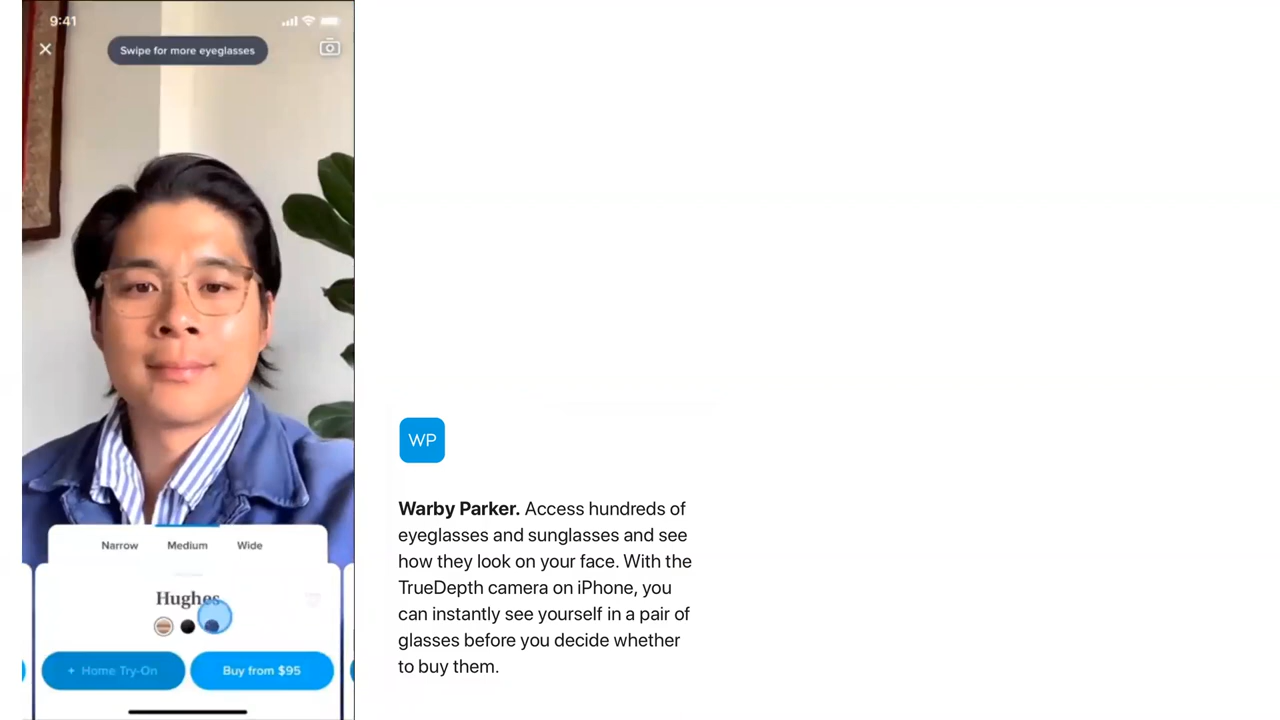 9:41
Swipe for more eyeglasses
Narrow Medium Wide
Hughes
+ Home Try-On Buy from $95
WP
Warby Parker. Access hundreds of
eyeglasses and sunglasses and see
how they look on your face. With the
TrueDepth camera on iPhone, you
can instantly see yourself in a pair of
glasses before you decide whether
to buy them.